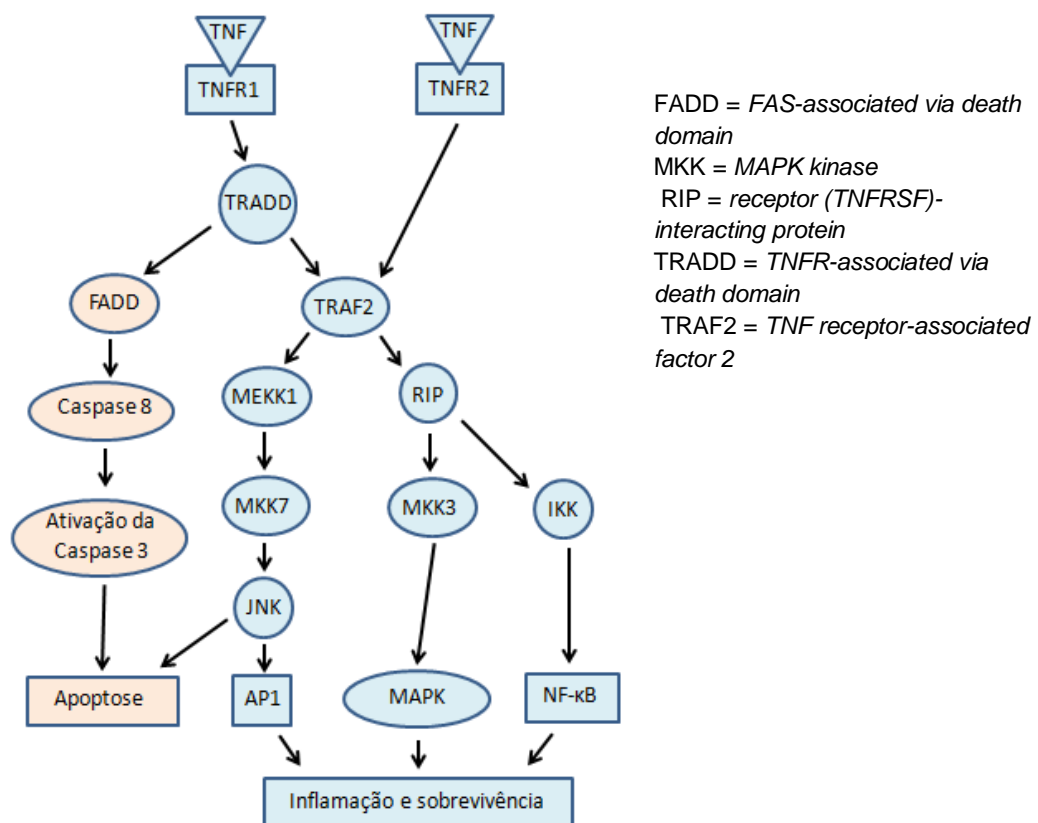 TNF
TNF
TNFR1
TNFR2
TRADD
FADD
TRAF2
Caspase 8
MEKK1
RIP
Ativação da
Caspase 3
MKK7
MKK3
IKK
JNK
Apoptose
AP1
MAPK
NF-κB
Inflamação e sobrevivência
FADD = FAS-associated via death
domain
MKK = MAPK kinase
RIP = receptor (TNFRSF)-
interacting protein
TRADD = TNFR-associated via
death domain
TRAF2 = TNF receptor-associated
factor 2